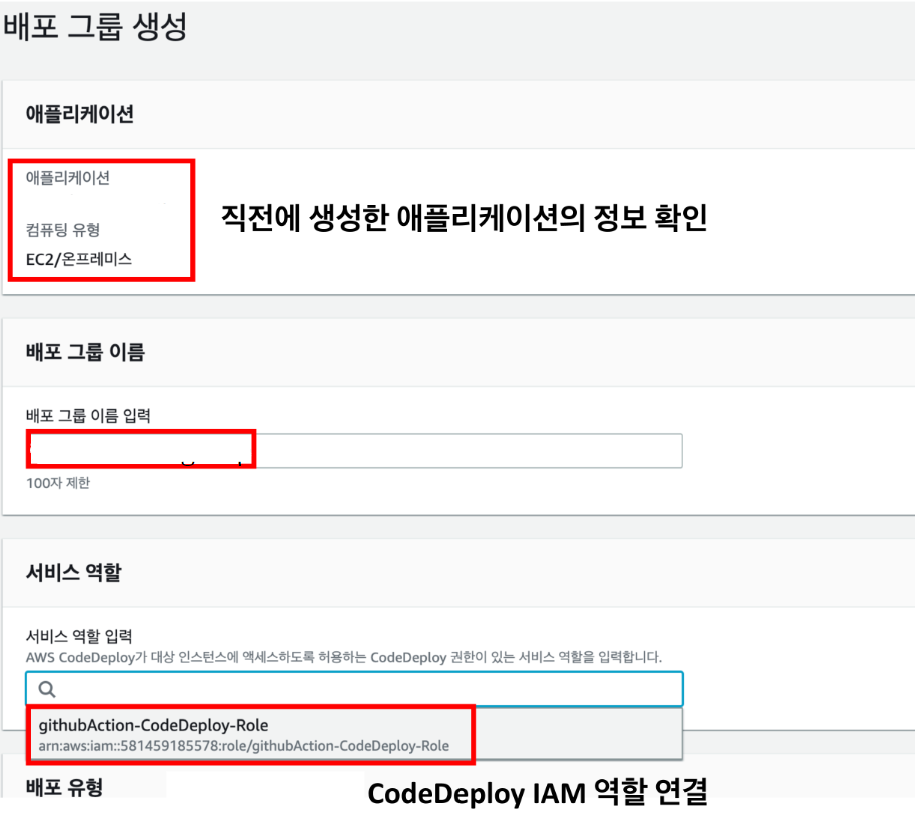 배포 그룹 생성
애플리케이션
애플리케이션
컴퓨팅 유형
EC2/온프레미스
직전에 생성한 애플리케이션의 정보 확인
배포 그룹 이름
배포 그룹 이름 입력
100자 제한
서비스 역할
서비스 역할 입력
AWS CodeDeploy가 대상 인스턴스에 액세스하도록 허용하는 CodeDeploy 권한이 있는 서비스 역할을 입력합니다.
githubAction-CodeDeploy-Role
arn:aws:iam::581459185578:role/githubAction-CodeDeploy-Role
배포 유형
CodeDeploy IAM 역할 연결